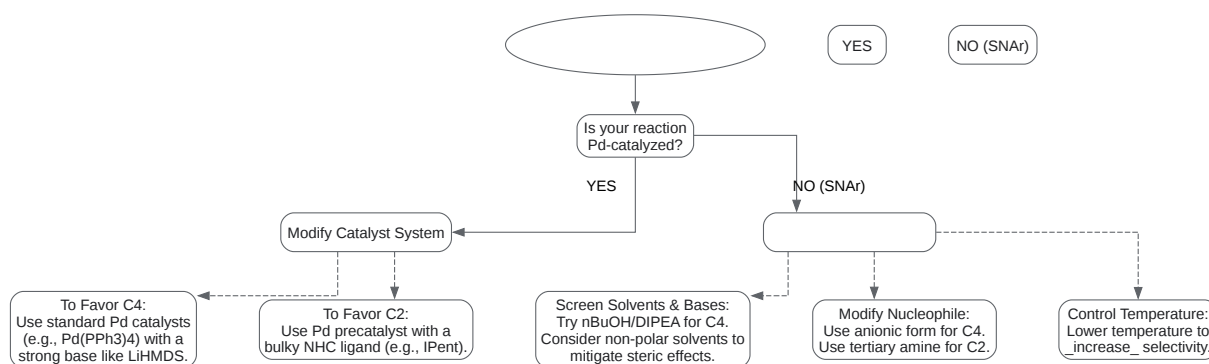 YES
NO (SNAr)
Is your reaction
Pd-catalyzed?
YES
NO (SNAr)
Modify Catalyst System
To Favor C4:
Use standard Pd catalysts
(e.g., Pd(PPh3)4) with a
strong base like LiHMDS.
To Favor C2:
Use Pd precatalyst with a
bulky NHC ligand (e.g., IPent).
Screen Solvents & Bases:
Try nBuOH/DIPEA for C4.
Consider non-polar solvents to
mitigate steric effects.
Modify Nucleophile:
Use anionic form for C4.
Use tertiary amine for C2.
Control Temperature:
Lower temperature to
_increase_ selectivity.